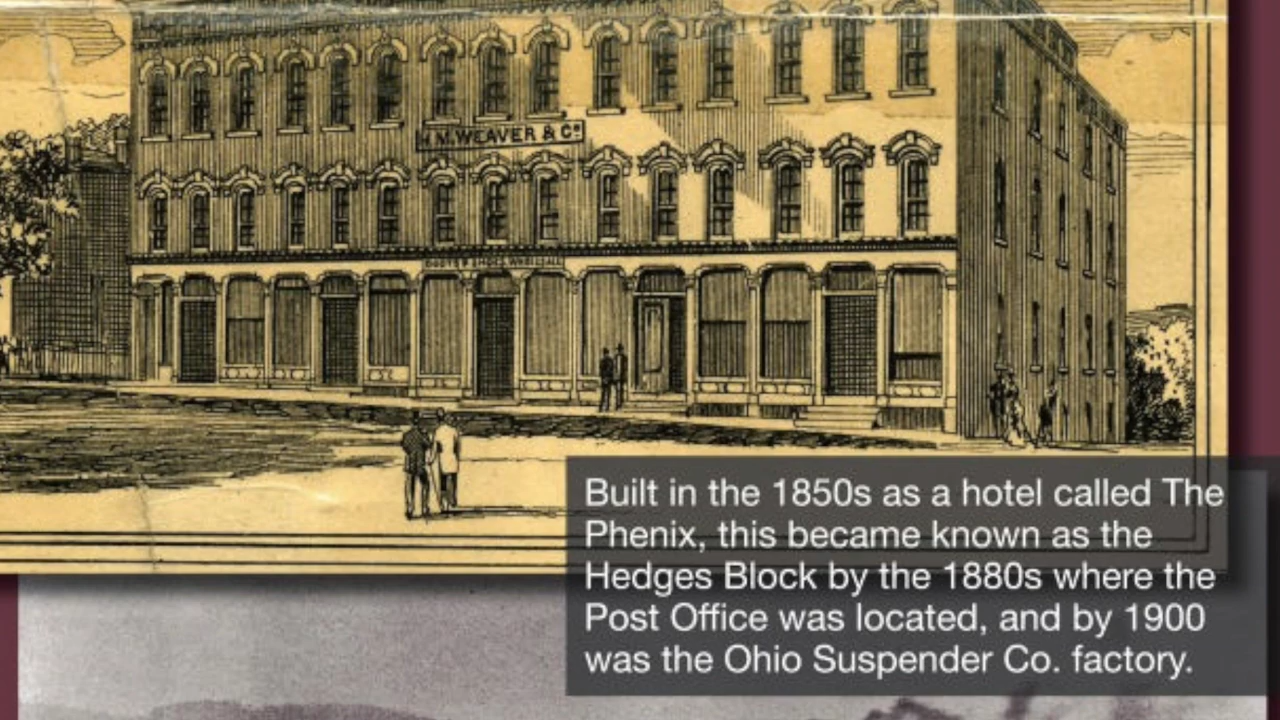 H.M. WEAVER & Co
Built in the 1850s as a hotel called The
Phenix, this became known as the
Hedges Block by the 1880s where the
Post Office was located, and by 1900
was the Ohio Suspender Co. factory.